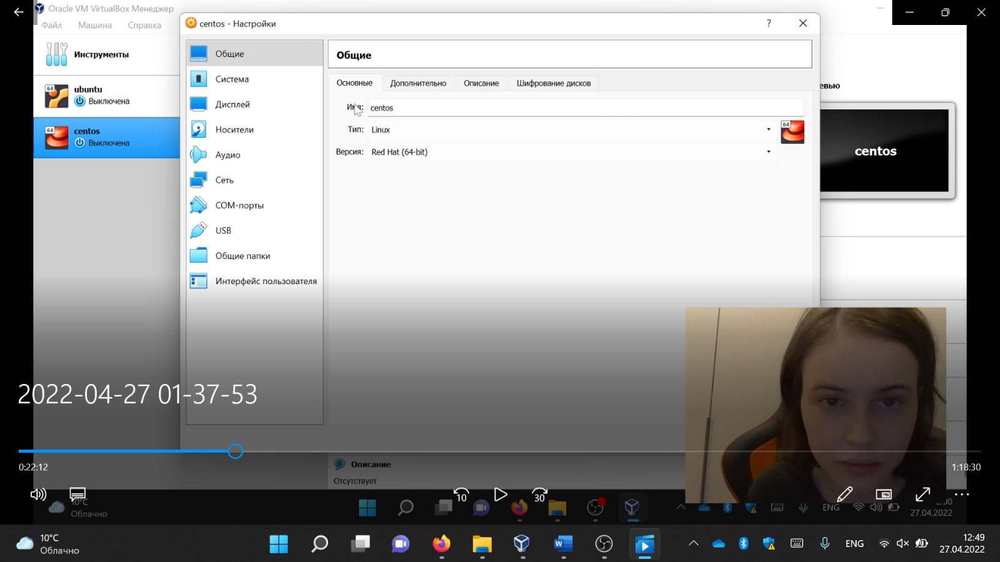 Oracle VM VirtualBox Менеджер
Файл Машина Справка
Инструменты
64
ubuntu
Выключена
64
centos
Выключена
centos - Настройки
?
Общие
Система
Дисплей
Носители
Аудио
Сеть
COM-порты
USB
Общие папки
Интерфейс пользователя
Общие
Основные Дополнительно Описание Шифрование дисков
Имя: centos
Тип: Linux
Версия: Red Hat (64-bit)
64
евью
centos
Описание
Отсутствует
2022-04-27 01-37-53
0:22:12
1:18:30
10
30
10°C
Облачно
ENG
27.04.2022
10°C
Облачно
W
ENG
12:49
27.04.2022